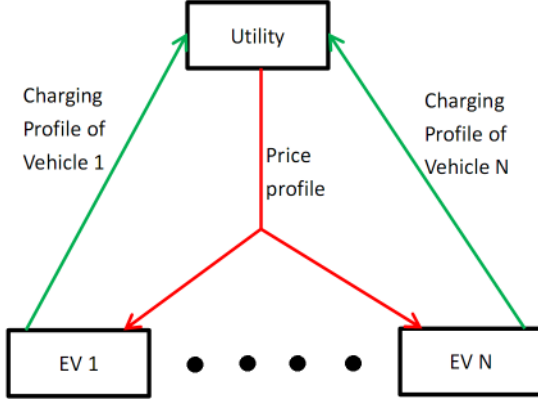 Utility
Charging
Profile of
Vehicle 1
Price
profile
Charging
Profile of
Vehicle N
EV 1
EV N